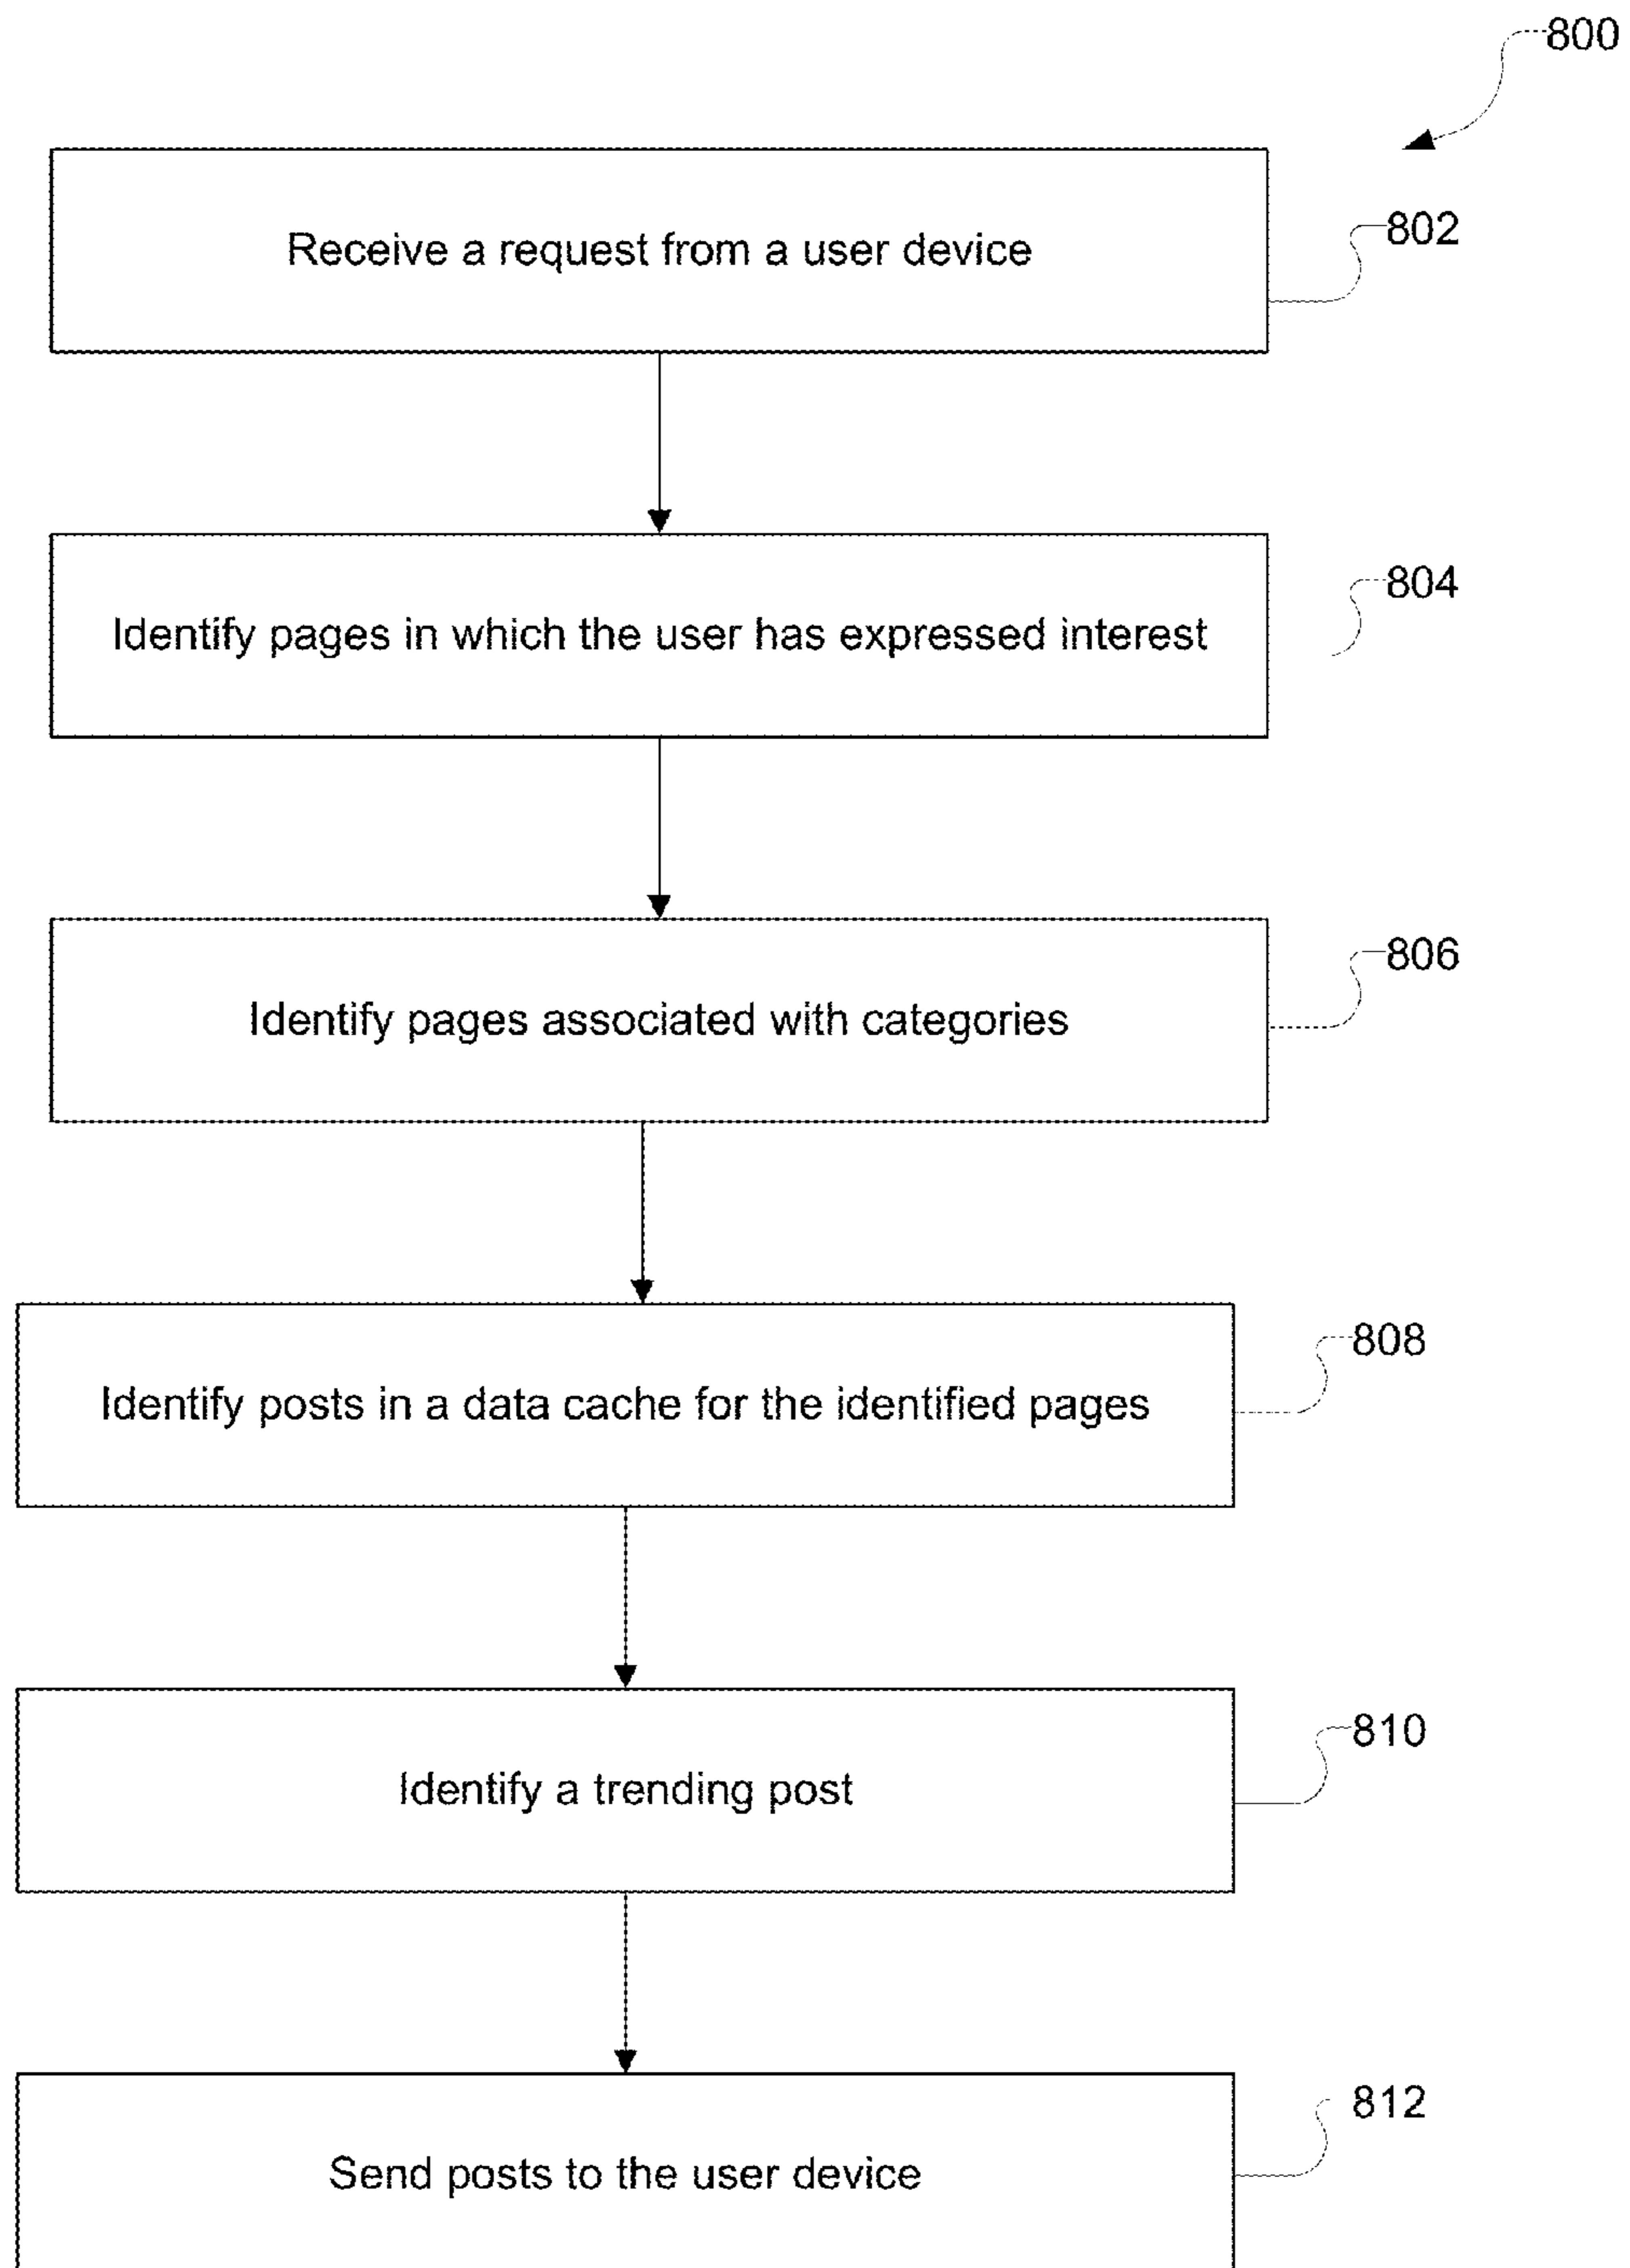 800
Receive a request from a user device
802
Identify pages in which the user has expressed interest
804
Identify pages associated with categories
806
Identify posts in a data cache for the identified pages
808
Identify a trending post
810
Send posts to the user device
812